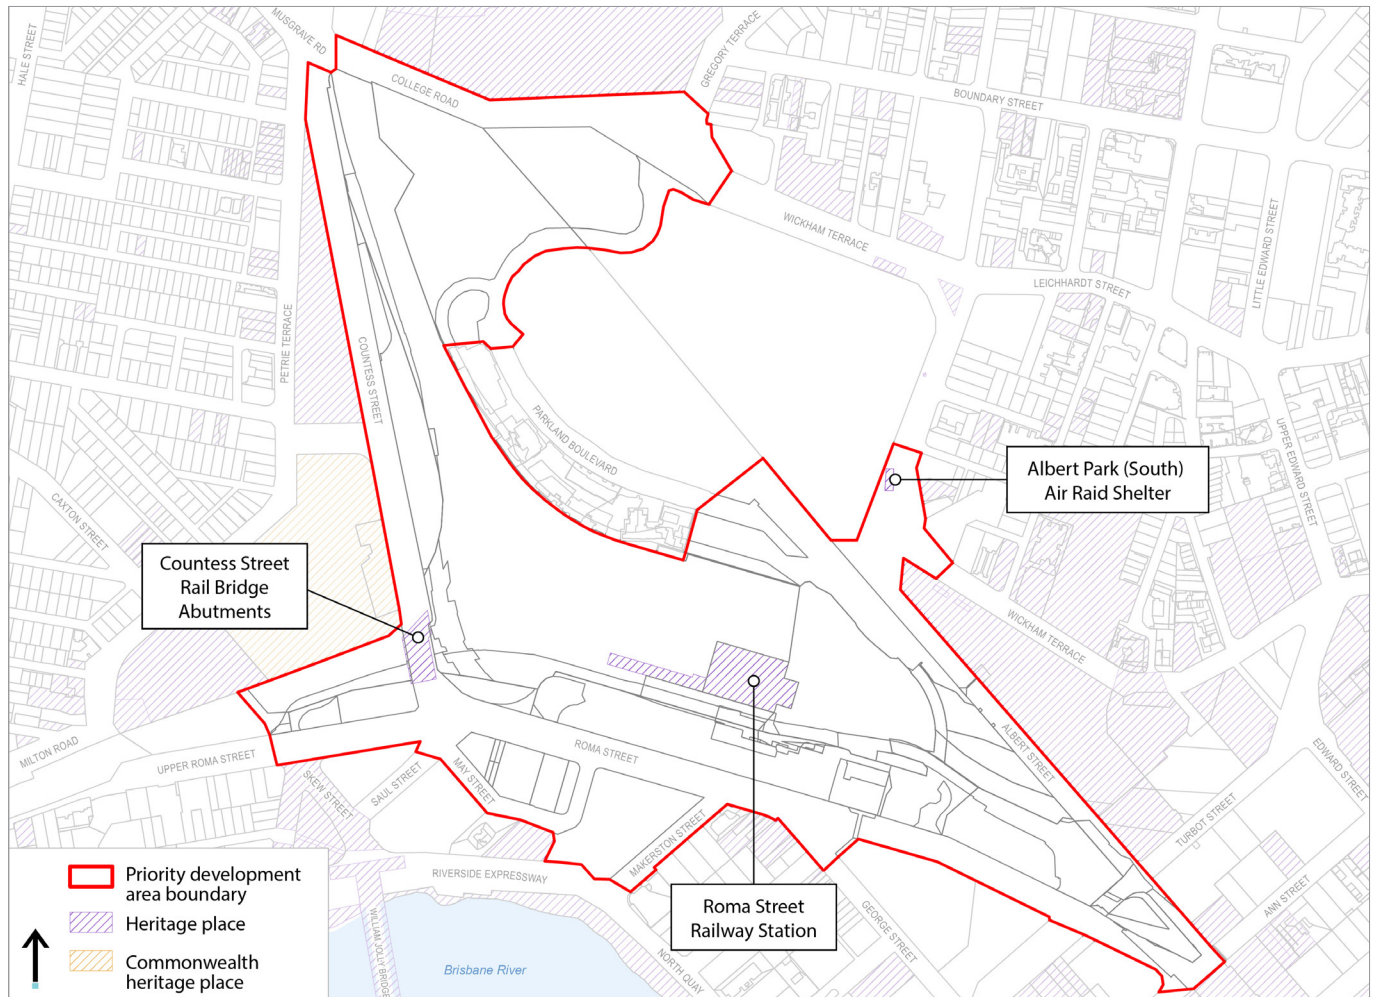 HALE STREET
MUSGRAVE RD
COLLEGE ROAD
GREGORY TERRACE
BOUNDARY STREET
WICKHAM TERRACE
LEICHHARDT STREET
LITTLE EDWARD STREET
PETRIE TERRACE
COUNTESS STREET
PARKLAND BOULEVARD
UPPER EDWARD STREET
Albert Park (South)
Air Raid Shelter
CAXTON STREET
Countess Street
Rail Bridge
Abutments
WICKHAM TERRACE
MILTON ROAD
UPPER ROMA STREET
SKEW STREET
SAUL STREET
MAY STREET
ROMA STREET
ALBERT STREET
EDWARD STREET
TURBOT STREET
MAKERSTON STREET
RIVERSIDE EXPRESSWAY
ANN STREET
GEORGE STREET
Roma Street
Railway Station
WILLIAM JOLLY BRIDGE
Brisbane River
NORTH QUAY
Priority development
area boundary
Heritage place
Commonwealth
heritage place